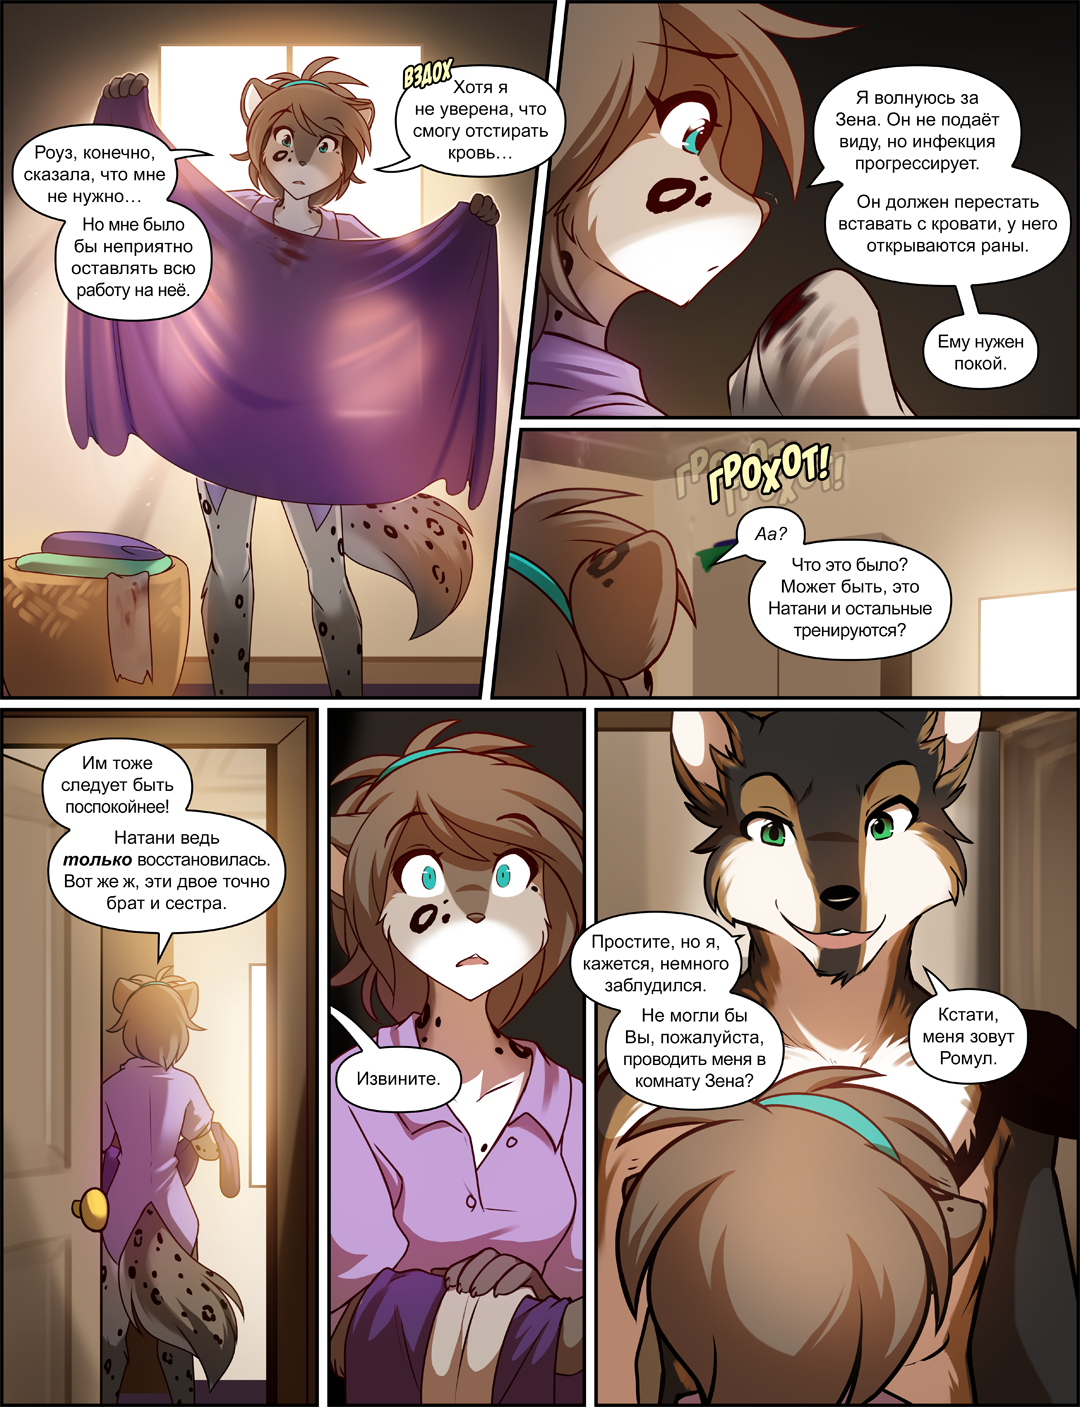 Роуз, конечно,
сказала, что мне
не нужно...
Но мне было
бы неприятно
оставлять всю
работу на неё.
ВЗДОХ
Хотя я
не уверена, что
смогу отстирать
кровь...
Я волнуюсь за
Зена. Он не подаёт
виду, но инфекция
прогрессирует.
Он должен перестать
вставать с кровати, у него
открываются раны.
Ему нужен
покой.
ГРОХОТ!
Аа?
Что это было?
Может быть, это
Натани и остальные
тренируются?
Им тоже
следует быть
поспокойнее!
Натани ведь
только восстановилась.
Вот же ж, эти двое точно
брат и сестра.
Извините.
Простите, но я,
кажется, немного
заблудился.
Не могли бы
Вы, пожалуйста,
проводить меня в
комнату Зена?
Кстати,
меня зовут
Ромул.